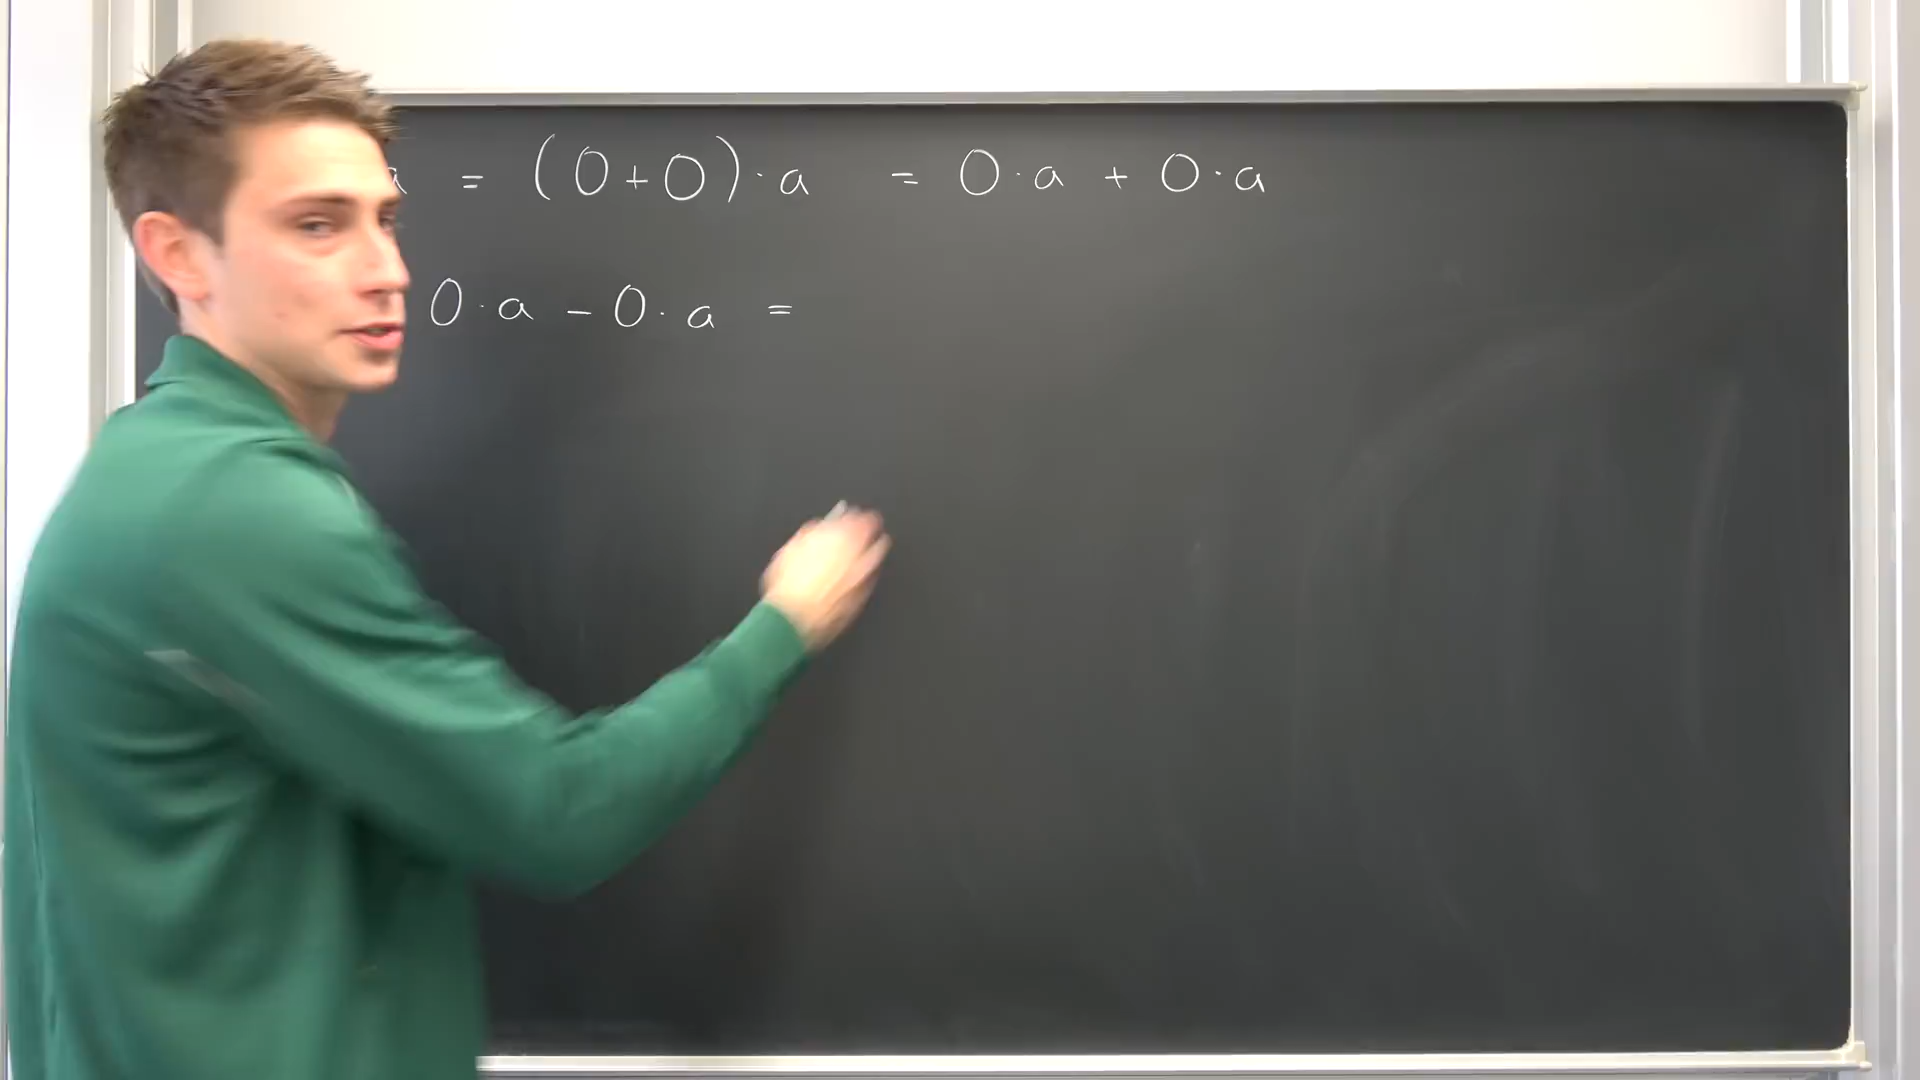 a = (0+0)·a = 0·a + 0·a
0·a - 0·a =